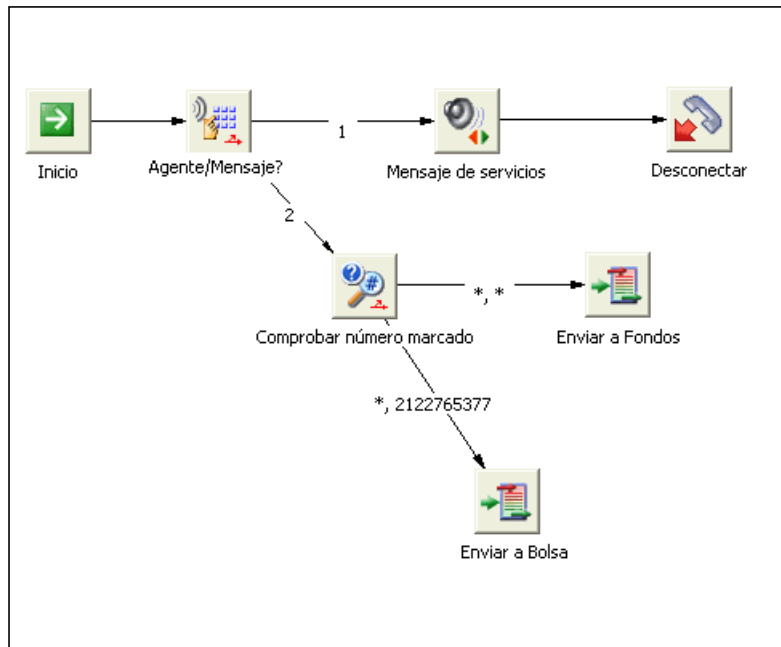 1
Inicio
Agente/Mensaje?
Mensaje de servicios
Desconectar
2
*, *
Comprobar número marcado
Enviar a Fondos
*, 2122765377
Enviar a Bolsa